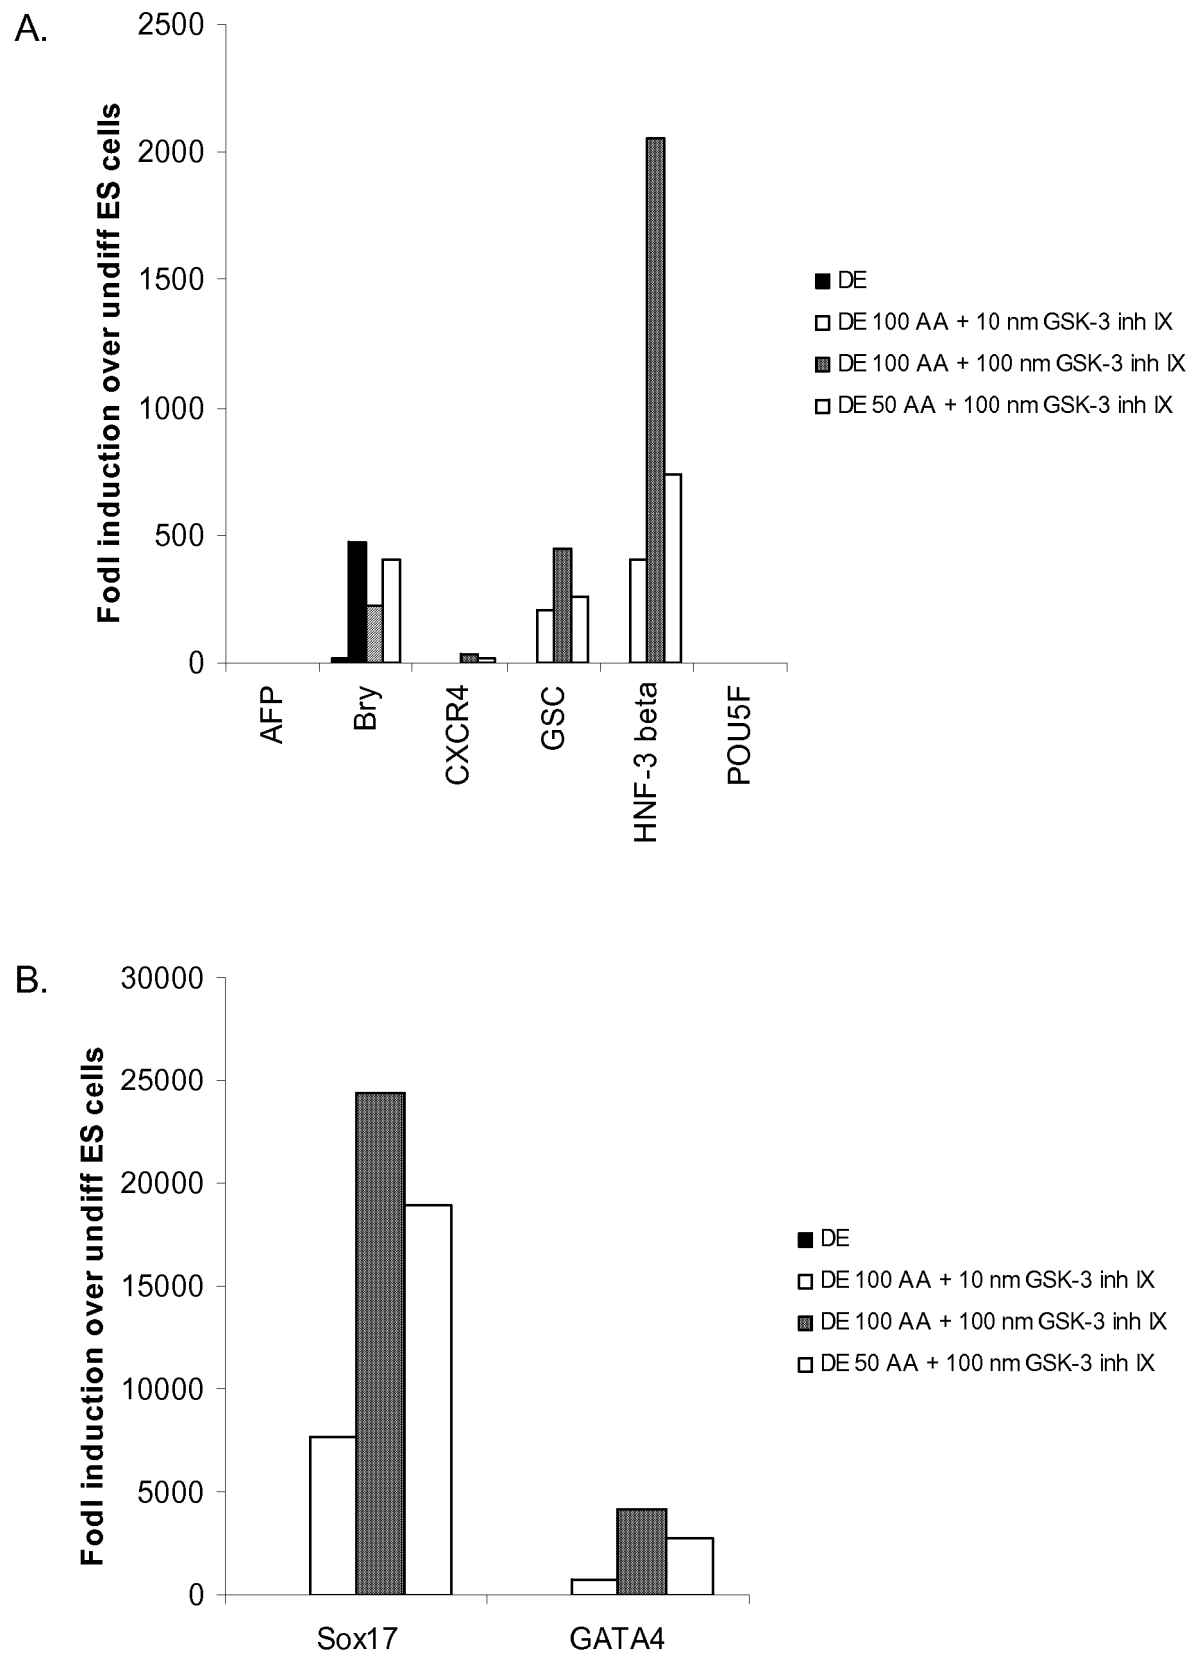 A.
Fodl induction over undiff ES cells
2500
2000
1500
1000
500
0
AFP
Bry
CXCR4
GSC
HNF-3 beta
POU5F
DE
DE 100 AA + 10 nm GSK-3 inh IX
DE 100 AA + 100 nm GSK-3 inh IX
DE 50 AA + 100 nm GSK-3 inh IX
B.
Fodl induction over undiff ES cells
30000
25000
20000
15000
10000
5000
0
Sox17
GATA4
DE
DE 100 AA + 10 nm GSK-3 inh IX
DE 100 AA + 100 nm GSK-3 inh IX
DE 50 AA + 100 nm GSK-3 inh IX